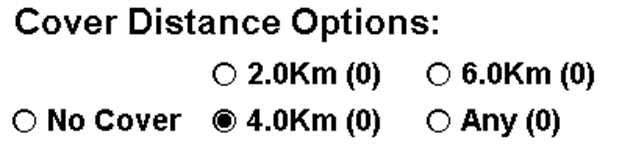 Cover Distance Options:
2.0Km (0) 6.0Km (0)
No Cover 4.0Km (0) Any (0)